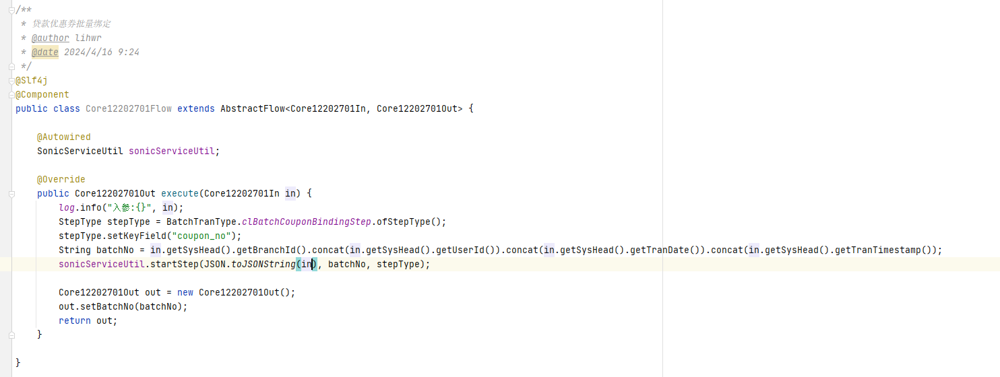 /**
 * 贷款优惠券批量绑定
 * @author lihwr
 * @date 2024/4/16 9:24
 */
@Slf4j
@Component
public class Core12202701Flow extends AbstractFlow<Core12202701In, Core12202701Out> {
    @Autowired
    SonicServiceUtil sonicServiceUtil;
    @Override
    public Core12202701Out execute(Core12202701In in) {
        log.info("入参:{}", in);
        StepType stepType = BatchTranType.clBatchCouponBindingStep.ofStepType();
        stepType.setKeyField("coupon_no");
        String batchNo = in.getSysHead().getBranchId().concat(in.getSysHead().getUserId()).concat(in.getSysHead().getTranDate()).concat(in.getSysHead().getTranTimestamp());
        sonicServiceUtil.startStep(JSON.toJSONString(in), batchNo, stepType);
        Core12202701Out out = new Core12202701Out();
        out.setBatchNo(batchNo);
        return out;
    }
}